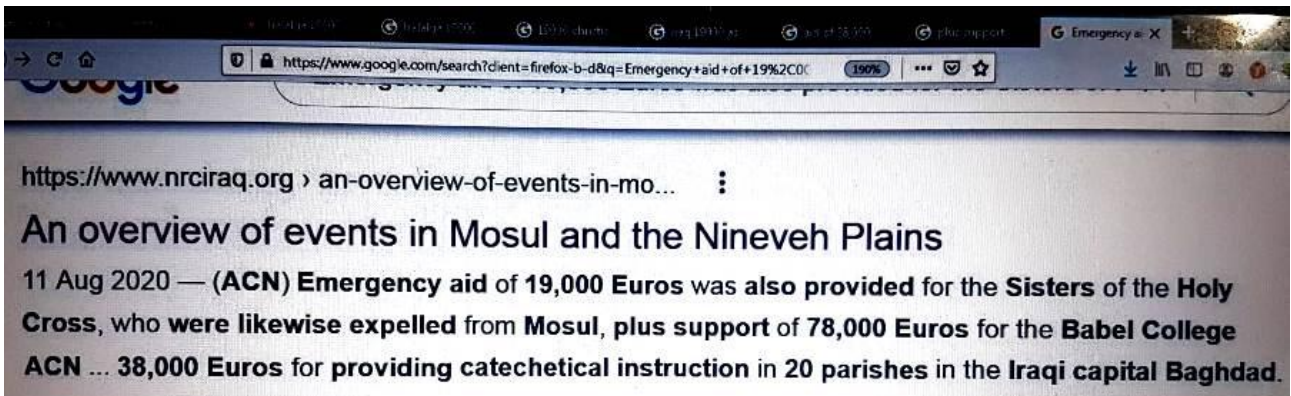 Emergency a
https://www.google.com/search?client=firefox-b-d&q=Emergency+aid+of+19%2C0
190%
Google
https://www.nrciraq.org › an-overview-of-events-in-mo...
An overview of events in Mosul and the Nineveh Plains
11 Aug 2020 — (ACN) Emergency aid of 19,000 Euros was also provided for the Sisters of the Holy
Cross, who were likewise expelled from Mosul, plus support of 78,000 Euros for the Babel College
ACN ... 38,000 Euros for providing catechetical instruction in 20 parishes in the Iraqi capital Baghdad.